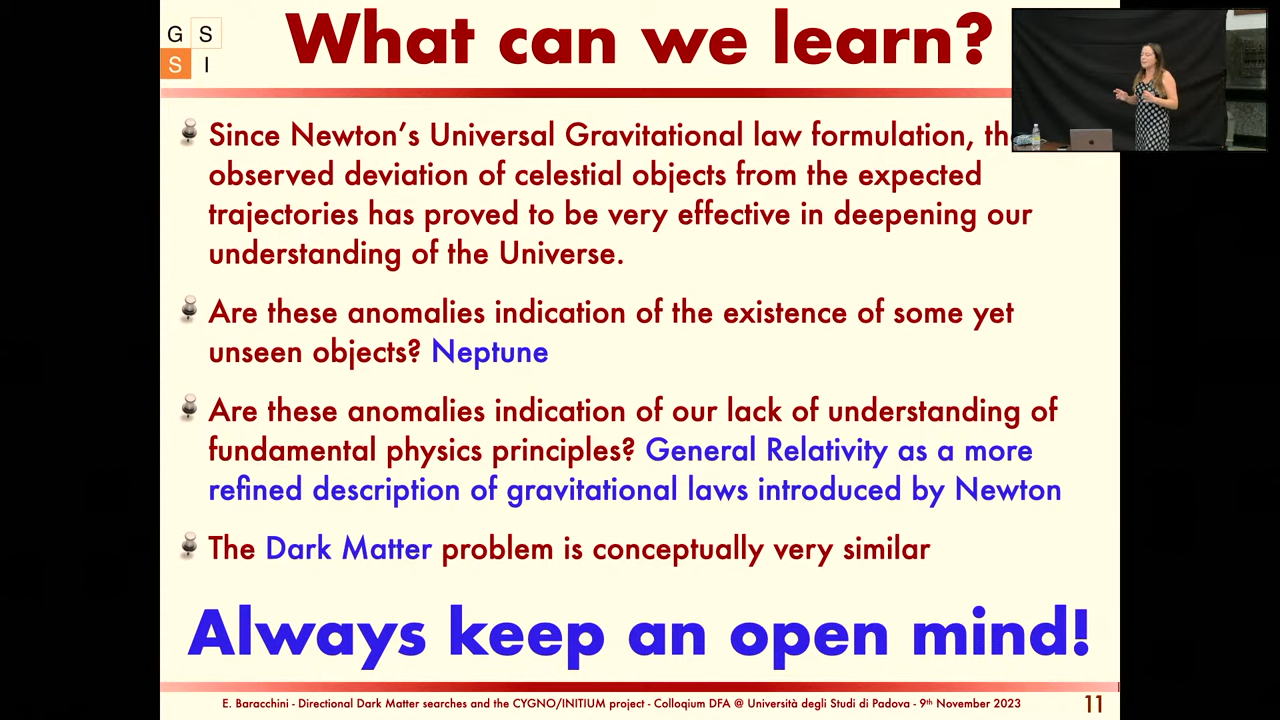 G S
S I
What can we learn?
Since Newton's Universal Gravitational law formulation,
observed deviation of celestial objects from the expected
trajectories has proved to be very effective in deepening our
understanding of the Universe.
Are these anomalies indication of the existence of some yet
unseen objects? Neptune
Are these anomalies indication of our lack of understanding of
fundamental physics principles? General Relativity as a more
refined description of gravitational laws introduced by Newton
The Dark Matter problem is conceptually very similar
Always keep an open mind!
E. Baracchini - Directional Dark Matter searches and the CYGNO/INITIUM project - Colloqium DFA @ Università degli Studi di Padova - 9th November 2023
11